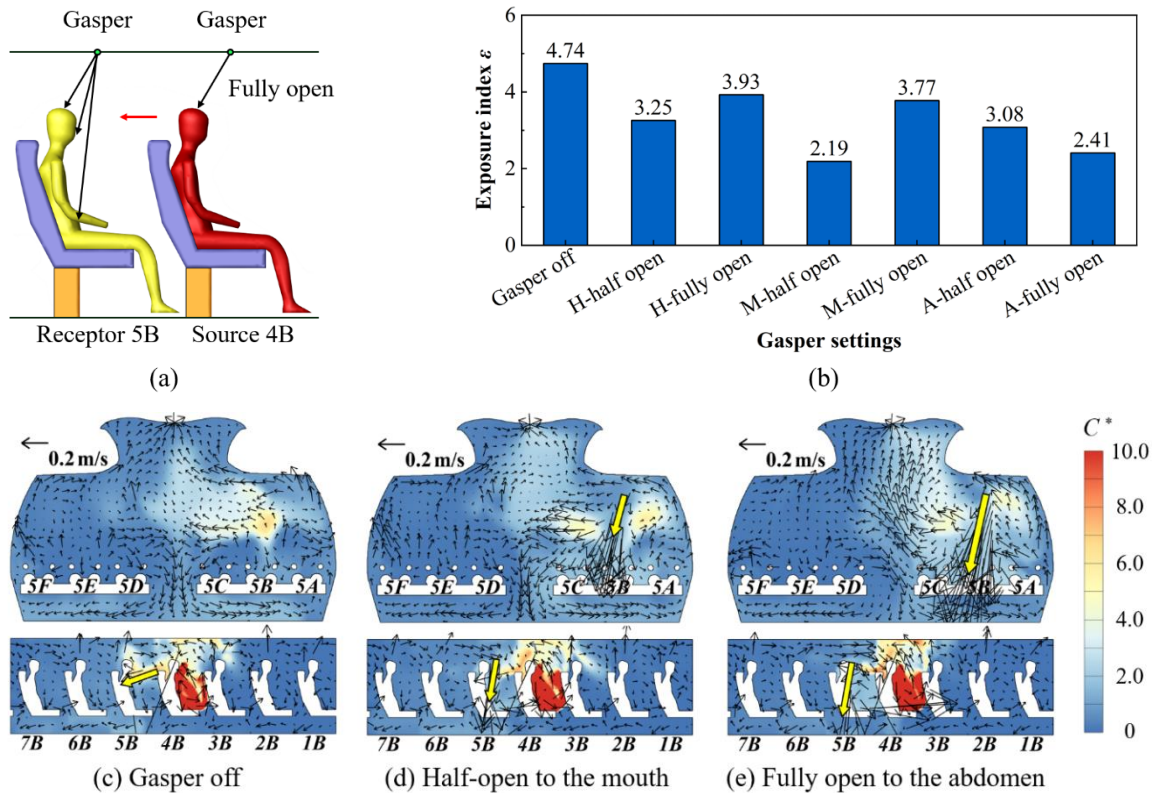 Gasper Gasper
Fully open
Receptor 5B Source 4B
(a)
Exposure index ε
6
4
2
0
4.74
3.25
3.93
2.19
3.77
3.08
2.41
Gasper off
H-half open
H-fully open
M-half open
M-fully open
A-half open
A-fully open
Gasper settings
(b)
0.2 m/s
5F 5E 5D 5C 5B 5A
7B 6B 5B 4B 3B 2B 1B
(c) Gasper off
0.2 m/s
5F 5E 5D 5C 5B 5A
7B 6B 5B 4B 3B 2B 1B
(d) Half-open to the mouth
0.2 m/s
5F 5E 5D 5C 5B 5A
7B 6B 5B 4B 3B 2B 1B
(e) Fully open to the abdomen
C*
10.0
8.0
6.0
4.0
2.0
0